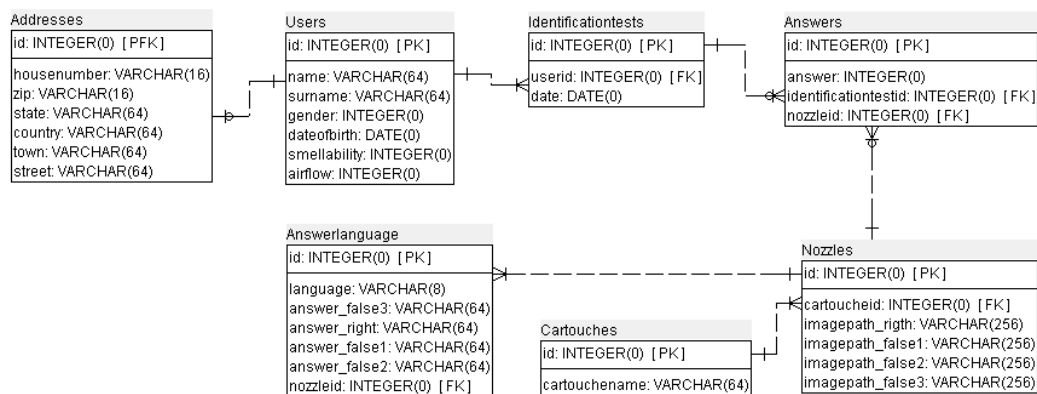 Addresses
id: INTEGER(0) [PFK]
housenumber: VARCHAR(16)
zip: VARCHAR(16)
state: VARCHAR(64)
country: VARCHAR(64)
town: VARCHAR(64)
street: VARCHAR(64)
Users
id: INTEGER(0) [PK]
name: VARCHAR(64)
surname: VARCHAR(64)
gender: INTEGER(0)
dateofbirth: DATE(0)
smellability: INTEGER(0)
airflow: INTEGER(0)
Identificationtests
id: INTEGER(0) [PK]
userid: INTEGER(0) [FK]
date: DATE(0)
Answers
id: INTEGER(0) [PK]
answer: INTEGER(0)
identificationtestid: INTEGER(0) [FK]
nozzleid: INTEGER(0) [FK]
Answerlanguage
id: INTEGER(0) [PK]
language: VARCHAR(8)
answer_false3: VARCHAR(64)
answer_right: VARCHAR(64)
answer_false1: VARCHAR(64)
answer_false2: VARCHAR(64)
nozzleid: INTEGER(0) [FK]
Cartouches
id: INTEGER(0) [PK]
cartouchename: VARCHAR(64)
Nozzles
id: INTEGER(0) [PK]
cartoucheid: INTEGER(0) [FK]
imagepath_rigth: VARCHAR(256)
imagepath_false1: VARCHAR(256)
imagepath_false2: VARCHAR(256)
imagepath_false3: VARCHAR(256)